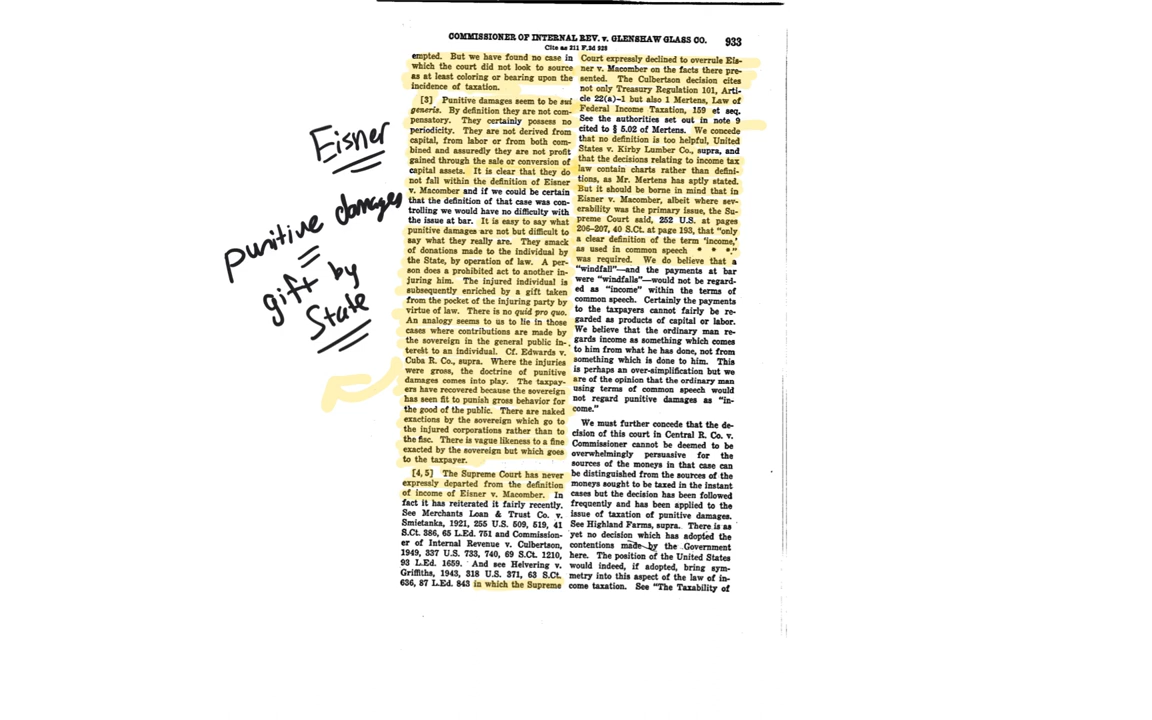 COMMISSIONER OF INTERNAL REV. v. GLENSHAW GLASS CO. 933
Cite as 211 F.2d 928
empted. But we have found no case in
which the court did not look to source
as at least coloring or bearing upon the
incidence of taxation.
[3] Punitive damages seem to be sui
generis. By definition they are not com-
pensatory. They certainly possess no
periodicity. They are not derived from
capital, from labor or from both com-
bined and assuredly they are not profit
gained through the sale or conversion of
capital assets. It is clear that they do
not fall within the definition of Eisner
v. Macomber and if we could be certain
that the definition of that case was con-
trolling we would have no difficulty with
the issue at bar. It is easy to say what
punitive damages are not but difficult to
say what they really are. They smack
of donations made to the individual by
the State, by operation of law. A per-
son does a prohibited act to another in-
juring him. The injured individual is
subsequently enriched by a gift taken
from the pocket of the injuring party by
virtue of law. There is no quid pro quo.
An analogy seems to us to lie in those
cases where contributions are made by
the sovereign in the general public in-
terest to an individual. Cf. Edwards v.
Cuba R. Co., supra. Where the injuries
were gross, the doctrine of punitive
damages comes into play. The taxpay-
ers have recovered because the sovereign
has seen fit to punish gross behavior for
the good of the public. There are naked
exactions by the sovereign which go to
the injured corporations rather than to
the fisc. There is vague likeness to a fine
exacted by the sovereign but which goes
to the taxpayer.
[4, 5] The Supreme Court has never
expressly departed from the definition
of income of Eisner v. Macomber. In
fact it has reiterated it fairly recently.
See Merchants Loan & Trust Co. v.
Smietanka, 1921, 255 U.S. 509, 519, 41
S.Ct. 386, 65 L.Ed. 751 and Commission-
er of Internal Revenue v. Culbertson,
1949, 337 U.S. 733, 740, 69 S.Ct. 1210,
93 L.Ed. 1659. And see Helvering v.
Griffiths, 1943, 318 U.S. 371, 63 S.Ct.
636, 87 L.Ed. 843 in which the Supreme
Court expressly declined to overrule Eis-
ner v. Macomber on the facts there pre-
sented. The Culbertson decision cites
not only Treasury Regulation 101, Arti-
cle 22(a)-1 but also 1 Mertens, Law of
Federal Income Taxation, 159 et seq.
See the authorities set out in note 9
cited to § 5.02 of Mertens. We concede
that no definition is too helpful, United
States v. Kirby Lumber Co., supra, and
that the decisions relating to income tax
law contain charts rather than defini-
tions, as Mr. Mertens has aptly stated.
But it should be borne in mind that in
Eisner v. Macomber, albeit where sev-
erability was the primary issue, the Su-
preme Court said, 252 U.S. at pages
206-207, 40 S.Ct. at page 193, that "only
a clear definition of the term 'income,'
as used in common speech * * *."
was required. We do believe that a
"windfall"—and the payments at bar
were "windfalls"—would not be regard-
ed as "income" within the terms of
common speech. Certainly the payments
to the taxpayers cannot fairly be re-
garded as products of capital or labor.
We believe that the ordinary man re-
gards income as something which comes
to him from what he has done, not from
something which is done to him. This
is perhaps an over-simplification but we
are of the opinion that the ordinary man
using terms of common speech would
not regard punitive damages as "in-
come."
We must further concede that the de-
cision of this court in Central R. Co. v.
Commissioner cannot be deemed to be
overwhelmingly persuasive for the
sources of the moneys in that case can
be distinguished from the sources of the
moneys sought to be taxed in the instant
cases but the decision has been followed
frequently and has been applied to the
issue of taxation of punitive damages.
See Highland Farms, supra. There is as
yet no decision which has adopted the
contentions made by the Government
here. The position of the United States
would indeed, if adopted, bring sym-
metry into this aspect of the law of in-
come taxation. See "The Taxability of
Eisner
punitive damages
=
gift by
State